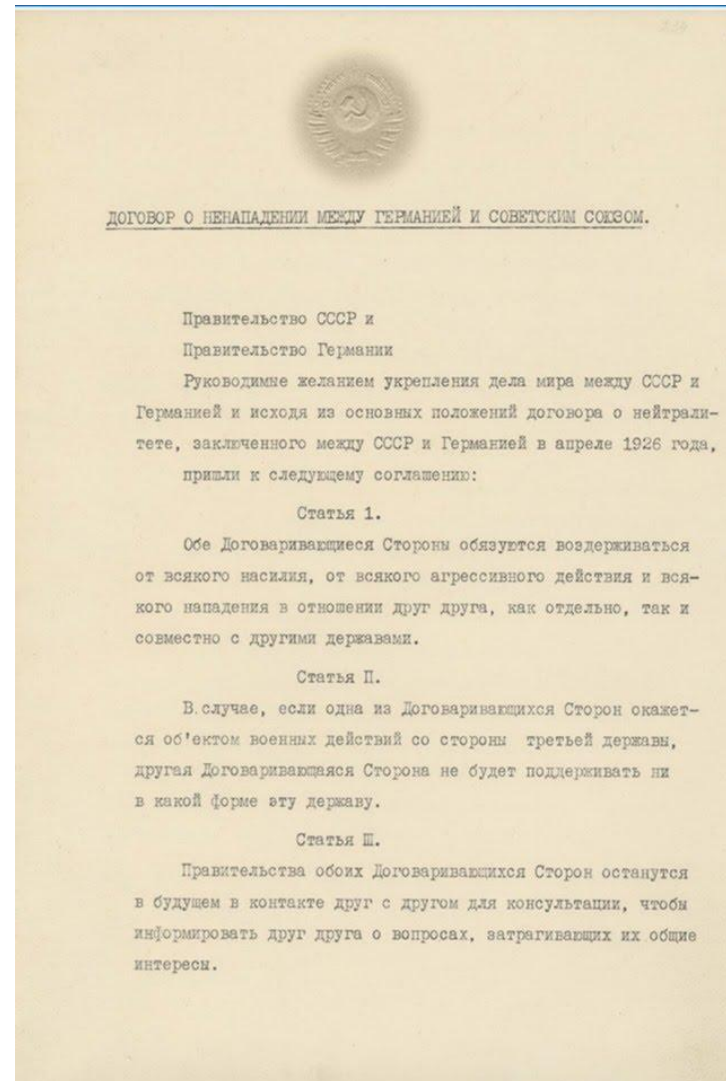 ДОГОВОР О НЕНАПАДЕНИИ МЕЖДУ ГЕРМАНИЕЙ И СОВЕТСКИМ СОЮЗОМ.
Правительство СССР и
Правительство Германии
Руководимые желанием укрепления дела мира между СССР и
Германией и исходя из основных положений договора о нейтрали-
тете, заключенного между СССР и Германией в апреле 1926 года,
пришли к следующему соглашению:
Статья 1.
Обе Договаривающиеся Стороны обязуются воздерживаться
от всякого насилия, от всякого агрессивного действия и вся-
кого нападения в отношении друг друга, как отдельно, так и
совместно с другими державами.
Статья П.
В случае, если одна из Договаривающихся Сторон окажет-
ся об'ектом военных действий со стороны третьей державы,
другая Договаривающаяся Сторона не будет поддерживать ни
в какой форме эту державу.
Статья Ш.
Правительства обоих Договаривающихся Сторон останутся
в будущем в контакте друг с другом для консультации, чтобы
информировать друг друга о вопросах, затрагивающих их общие
интересы.